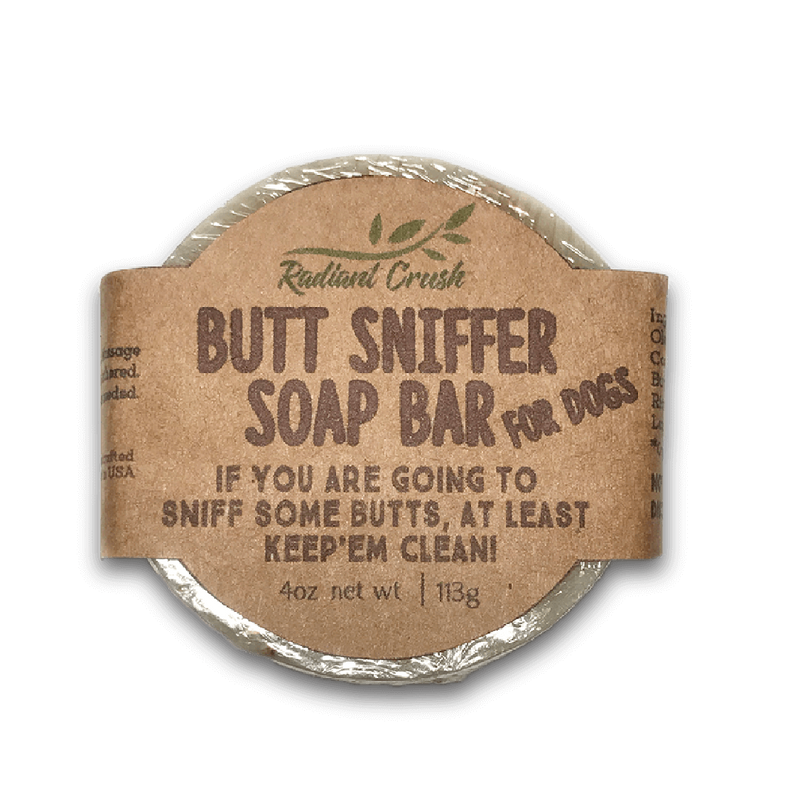 Radiant Crush
BUTT SNIFFER
SOAP BAR FOR DOGS
IF YOU ARE GOING TO
SNIFF SOME BUTTS, AT LEAST
KEEP'EM CLEAN!
4oz net wt | 113g
USA